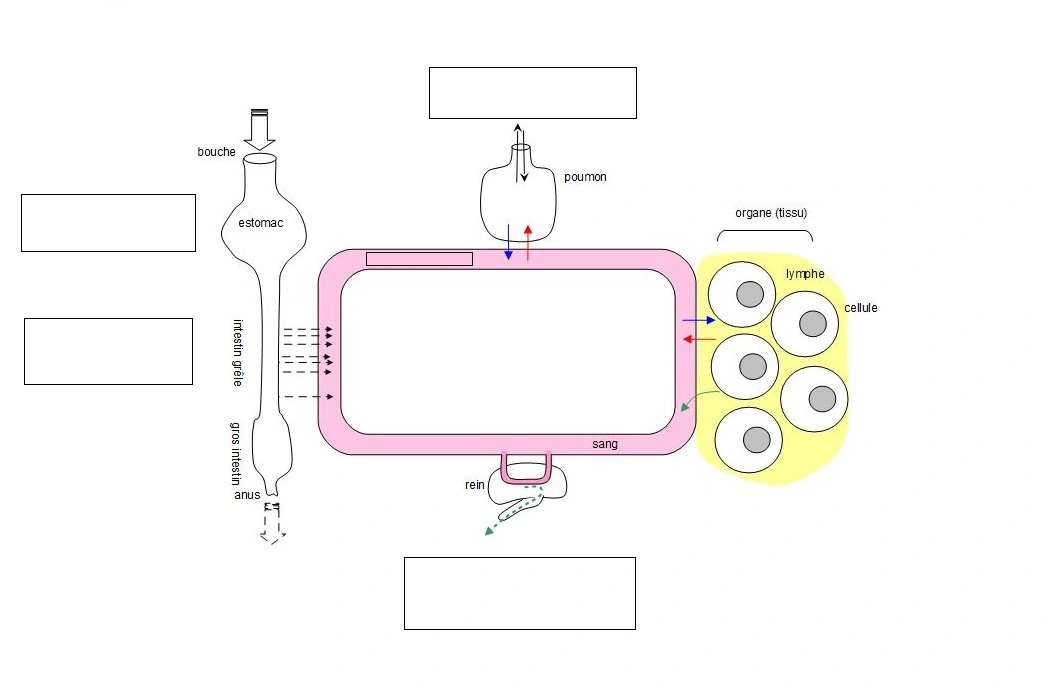 bouche
poumon
estomac
organe (tissu)
lymphe
cellule
intestin grêle
gros intestin
sang
rein
anus